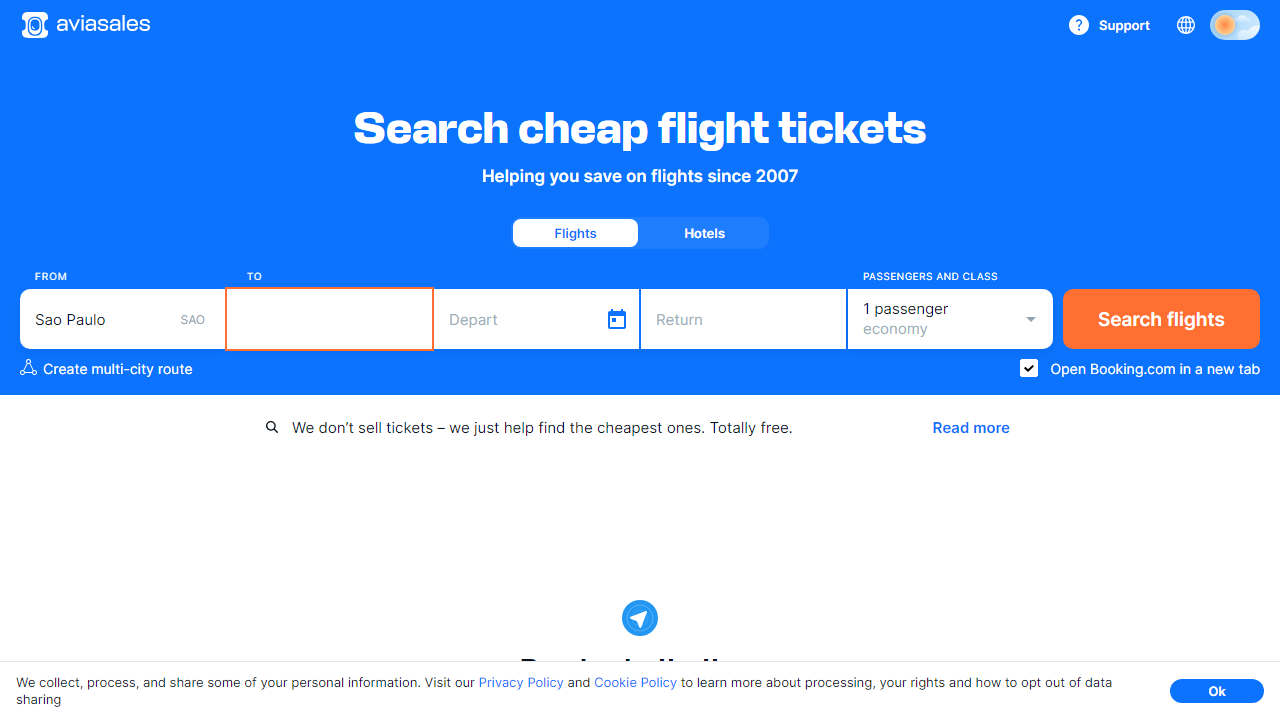 aviasales
? Support
Search cheap flight tickets
Helping you save on flights since 2007
Flights Hotels
FROM TO PASSENGERS AND CLASS
Sao Paulo SAO Depart Return 1 passenger economy Search flights
Create multi-city route Open Booking.com in a new tab
We don’t sell tickets – we just help find the cheapest ones. Totally free. Read more
We collect, process, and share some of your personal information. Visit our Privacy Policy and Cookie Policy to learn more about processing, your rights and how to opt out of data
sharing
Ok